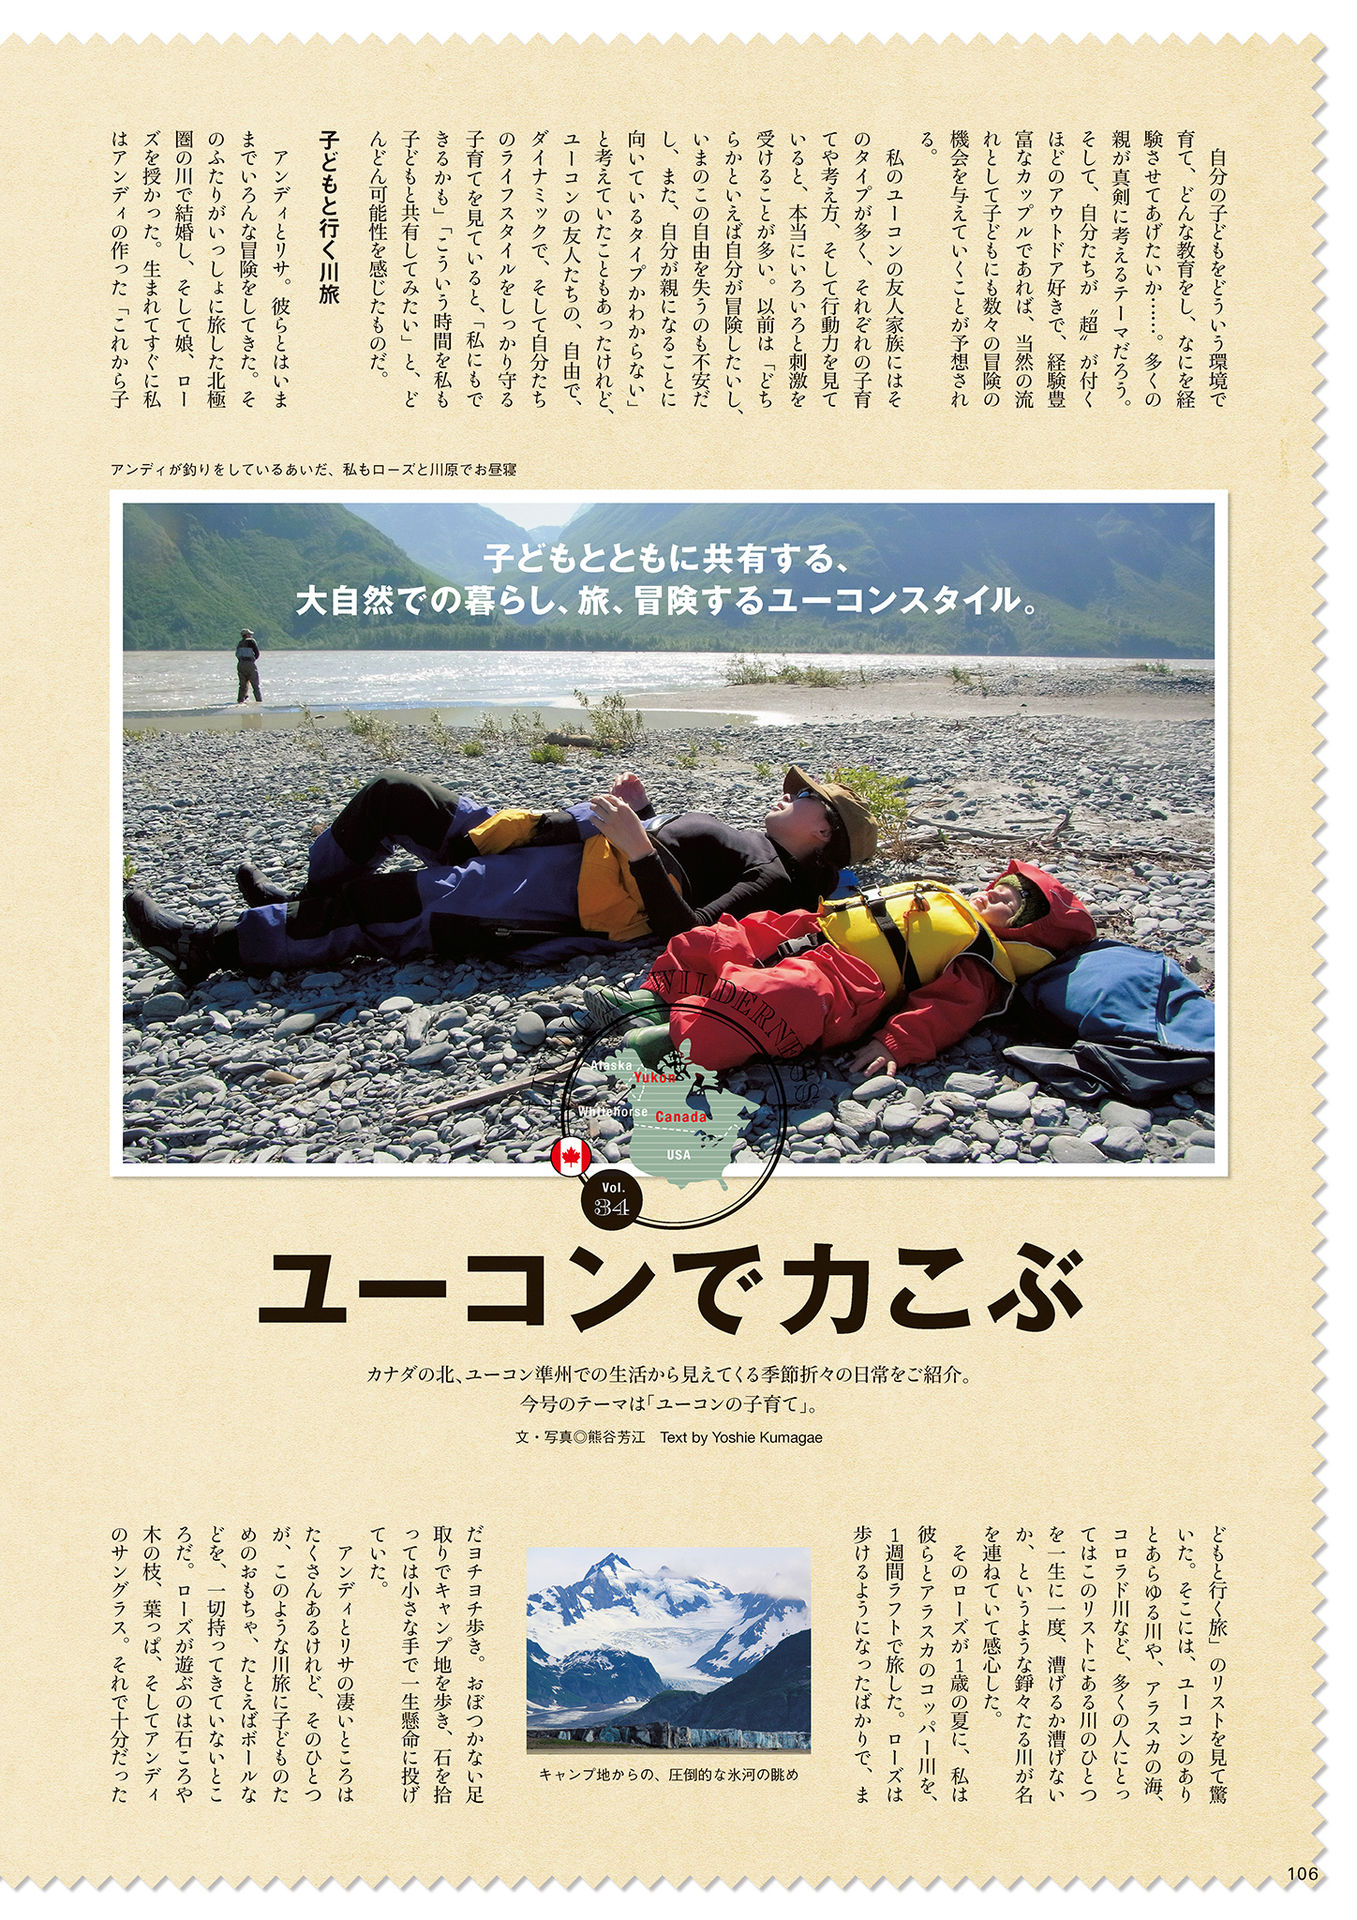 自分の子どもをどういう環境で
育て、どんな教育をし、なにを経
験させてあげたいか……。多くの
親が真剣に考えるテーマだろう。
そして、自分たちが〝超〟が付く
ほどのアウトドア好きで、経験豊
富なカップルであれば、当然の流
れとして子どもにも数々の冒険の
機会を与えていくことが予想され
る。
私のユーコンの友人家族にはそ
のタイプが多く、それぞれの子育
てや考え方、そして行動力を見て
いると、本当にいろいろと刺激を
受けることが多い。以前は「どち
らかといえば自分が冒険したいし、
いまのこの自由を失うのも不安だ
し、また、自分が親になることに
向いているタイプかわからない」
と考えていたこともあったけれど、
ユーコンの友人たちの、自由で、
ダイナミックで、そして自分たち
のライフスタイルをしっかり守る
子育てを見ていると、「私にもで
きるかも」「こういう時間を私も
子どもと共有してみたい」と、ど
んどん可能性を感じたものだ。
子どもと行く川旅
アンディとリサ。彼らとはいま
までいろんな冒険をしてきた。そ
のふたりがいっしょに旅した北極
圏の川で結婚し、そして娘、ロー
ズを授かった。生まれてすぐに私
はアンディの作った「これから子
アンディが釣りをしているあいだ、私もローズと川原でお昼寝
子どもとともに共有する、
大自然での暮らし、旅、冒険するユーコンスタイル。
WILDERNESS
Alaska
Yukon
Whitehorse
Canada
USA
Vol.
34
ユーコンで力こぶ
カナダの北、ユーコン準州での生活から見えてくる季節折々の日常をご紹介。
今号のテーマは「ユーコンの子育て」。
文・写真◎熊谷芳江 Text by Yoshie Kumagae
どもと行く旅」のリストを見て驚
いた。そこには、ユーコンのあり
とあらゆる川や、アラスカの海、
コロラド川など、多くの人にとっ
てはこのリストにある川のひとつ
を一生に一度、漕げるか漕げない
か、というような錚々たる川が名
を連ねていて感心した。
そのローズが1歳の夏に、私は
彼らとアラスカのコッパー川を、
1週間ラフトで旅した。ローズは
歩けるようになったばかりで、ま
キャンプ地からの、圧倒的な氷河の眺め
だヨチヨチ歩き。おぼつかない足
取りでキャンプ地を歩き、石を拾
っては小さな手で一生懸命に投げ
ていた。
アンディとリサの凄いところは
たくさんあるけれど、そのひとつ
が、このような川旅に子どものた
めのおもちゃ、たとえばボールな
どを、一切持ってきていないとこ
ろだ。ローズが遊ぶのは石ころや
木の枝、葉っぱ、そしてアンディ
のサングラス。それで十分だった
106